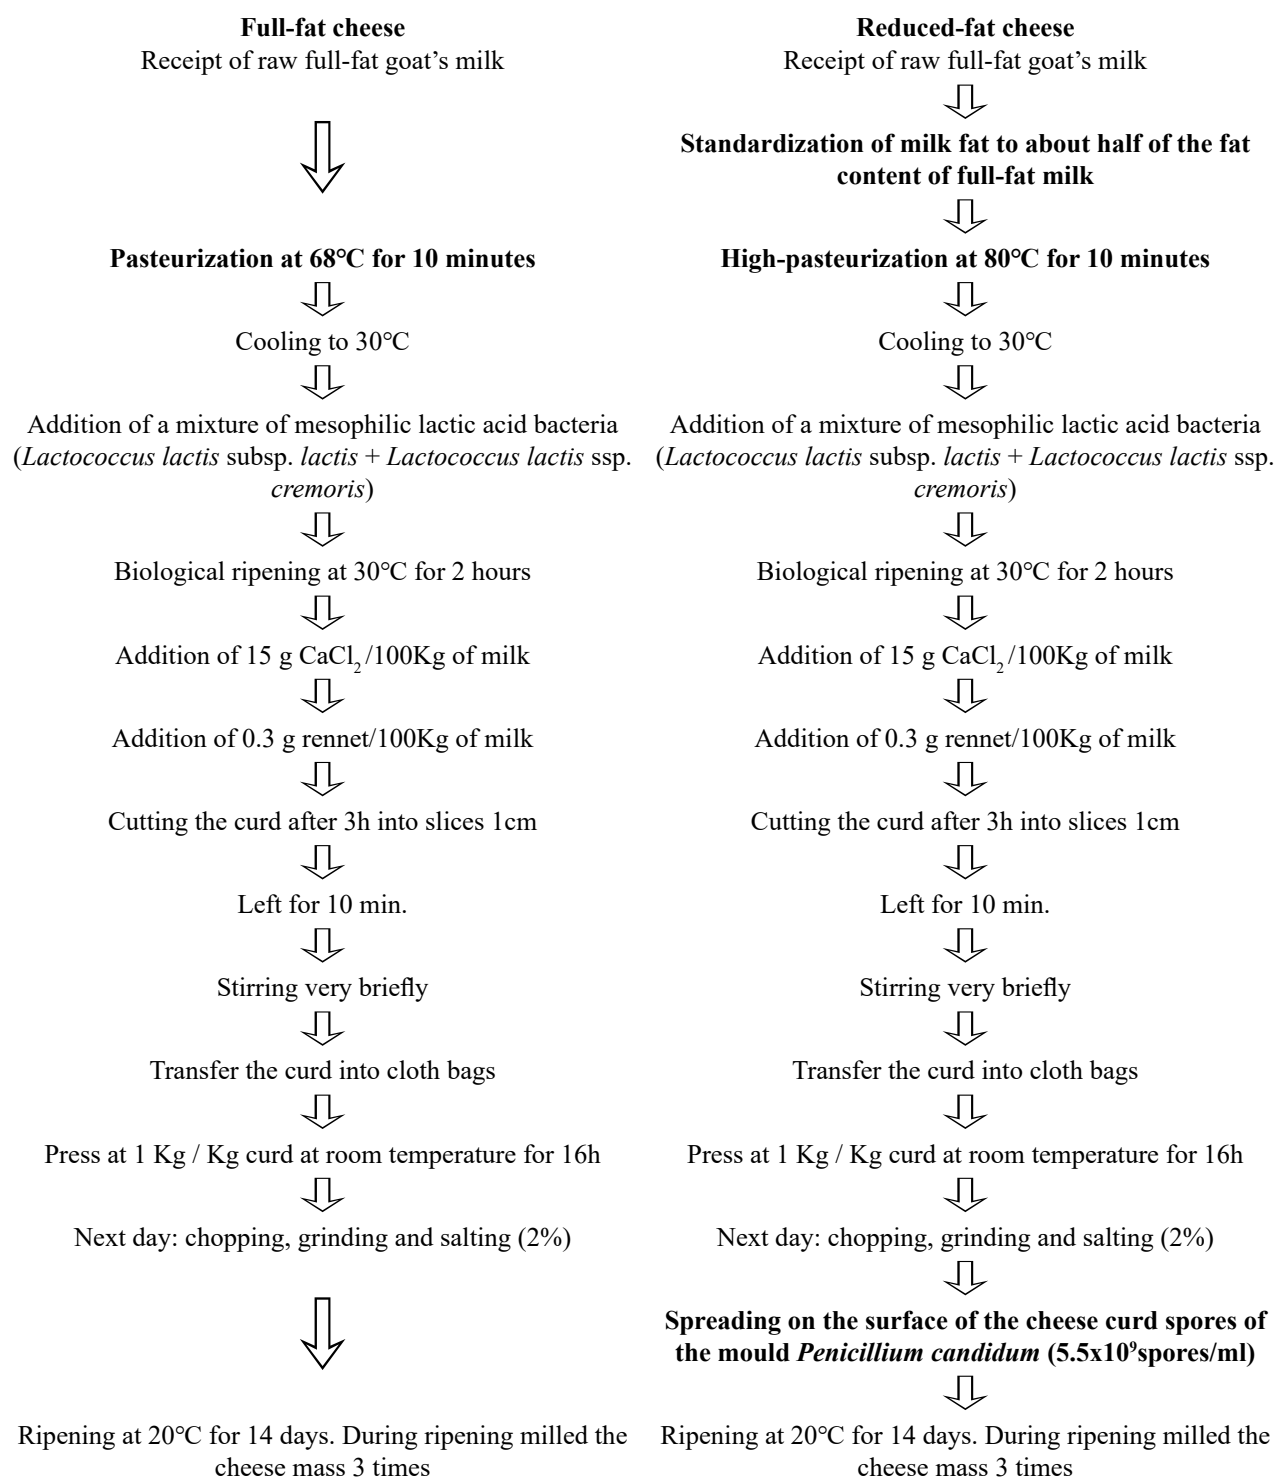 Full-fat cheese
Receipt of raw full-fat goat's milk
Pasteurization at 68℃ for 10 minutes
Cooling to 30℃
Addition of a mixture of mesophilic lactic acid bacteria
(Lactococcus lactis subsp. lactis + Lactococcus lactis ssp.
cremoris)
Biological ripening at 30℃ for 2 hours
Addition of 15 g CaCl₂/100Kg of milk
Addition of 0.3 g rennet/100Kg of milk
Cutting the curd after 3h into slices 1cm
Left for 10 min.
Stirring very briefly
Transfer the curd into cloth bags
Press at 1 Kg / Kg curd at room temperature for 16h
Next day: chopping, grinding and salting (2%)
Ripening at 20℃ for 14 days. During ripening milled the
cheese mass 3 times
Reduced-fat cheese
Receipt of raw full-fat goat's milk
Standardization of milk fat to about half of the fat
content of full-fat milk
High-pasteurization at 80℃ for 10 minutes
Cooling to 30℃
Addition of a mixture of mesophilic lactic acid bacteria
(Lactococcus lactis subsp. lactis + Lactococcus lactis ssp.
cremoris)
Biological ripening at 30℃ for 2 hours
Addition of 15 g CaCl₂/100Kg of milk
Addition of 0.3 g rennet/100Kg of milk
Cutting the curd after 3h into slices 1cm
Left for 10 min.
Stirring very briefly
Transfer the curd into cloth bags
Press at 1 Kg / Kg curd at room temperature for 16h
Next day: chopping, grinding and salting (2%)
Spreading on the surface of the cheese curd spores of
the mould Penicillium candidum (5.5x10⁹spores/ml)
Ripening at 20℃ for 14 days. During ripening milled the
cheese mass 3 times